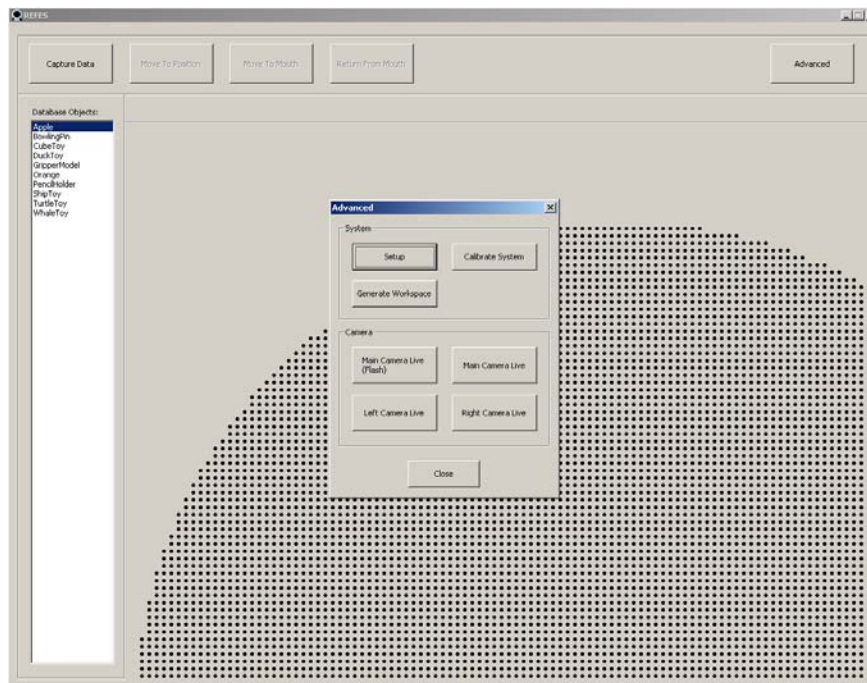 REFES
Capture Data
Move To Position
Move To Mouth
Return From Mouth
Advanced
Database Objects:
Apple
BowlingPin
CubeToy
DuckToy
GripperModel
Orange
PencilHolder
ShipToy
TurtleToy
WhaleToy
Advanced
System
Setup
Calibrate System
Generate Workspace
Camera
Main Camera Live
(Flash)
Main Camera Live
Left Camera Live
Right Camera Live
Close